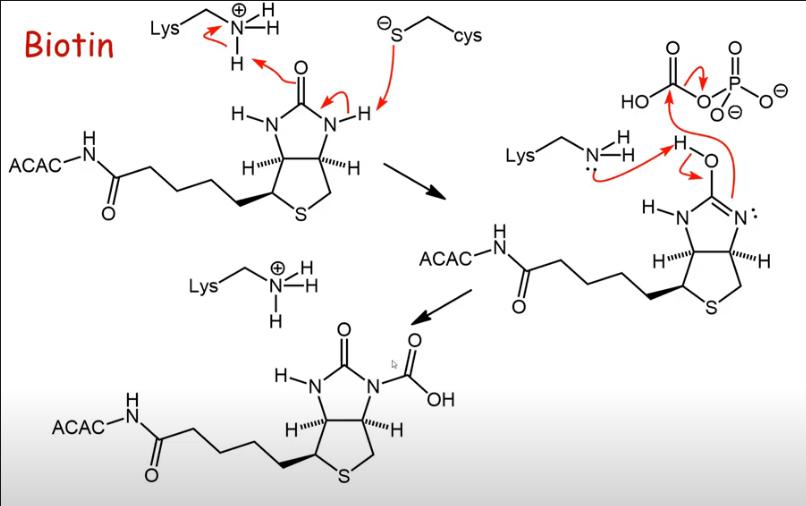 Biotin
Lys N ⊕ H H H
⊖ S cys
O
H N N H
ACAC H N O
H H
S
O O
HO O P O ⊖
O ⊖
Lys N H H
H O
H N N :
ACAC H N O
H H
S
Lys N ⊕ H H H
O O
H N N OH
ACAC H N O
H H
S